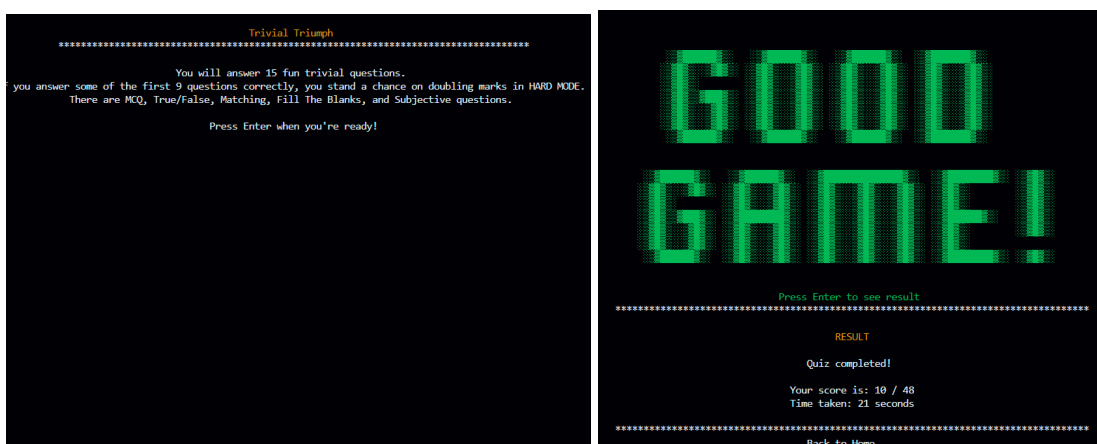 Trivial Triumph
*************************************************************************************
You will answer 15 fun trivial questions.
you answer some of the first 9 questions correctly, you stand a chance on doubling marks in HARD MODE.
There are MCQ, True/False, Matching, Fill The Blanks, and Subjective questions.
Press Enter when you're ready!
GOOD
GAME!
Press Enter to see result
*************************************************************************************
RESULT
Quiz completed!
Your score is: 10 / 48
Time taken: 21 seconds
*************************************************************************************
Back to Home